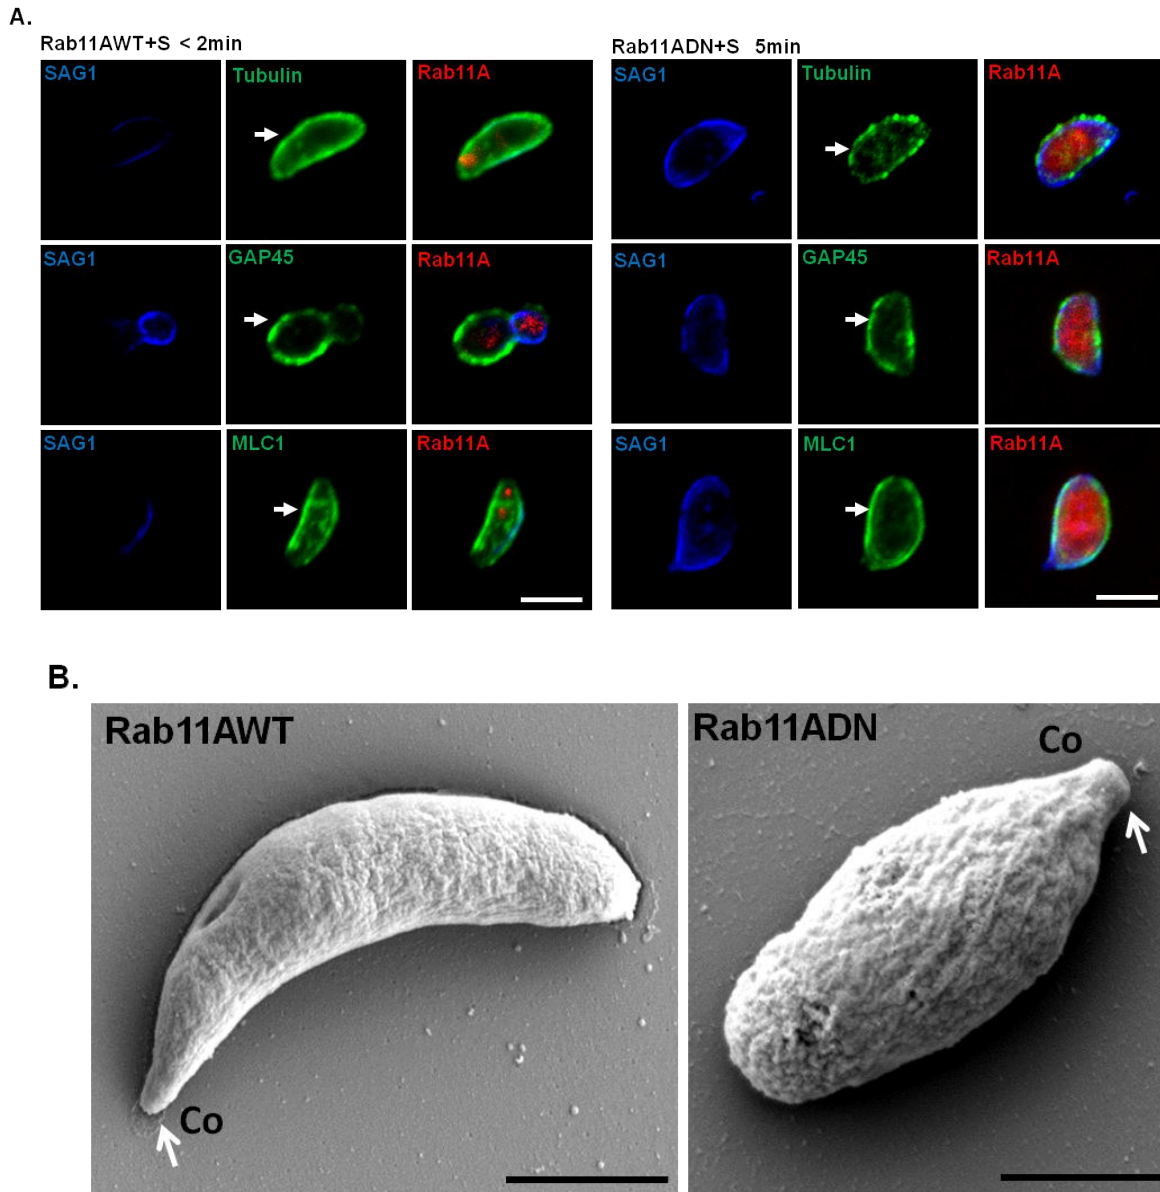 A.
Rab11AWT+S < 2min
Rab11ADN+S 5min
SAG1
Tubulin
Rab11A
SAG1
Tubulin
Rab11A
SAG1
GAP45
Rab11A
SAG1
GAP45
Rab11A
SAG1
MLC1
Rab11A
SAG1
MLC1
Rab11A
B.
Rab11AWT
Co
Rab11ADN
Co